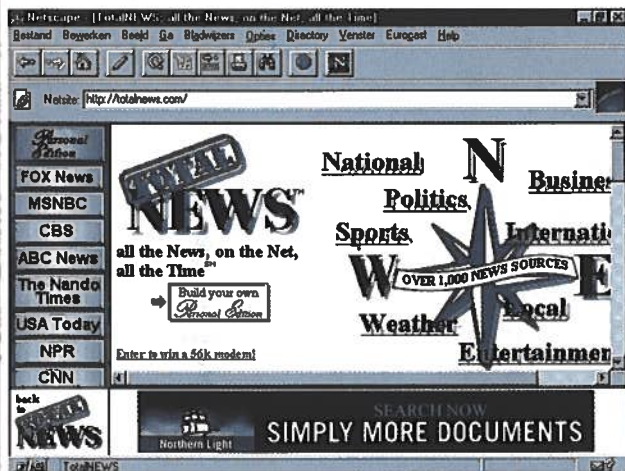 Netscape - [TotalNEWS: all the News, on the Net, all the Time]
Bestand Bewerken Beeld Ga Bladwijzers Opties Directory Venster Eurogast Help
Netsite: http://totalnews.com/
Personal
Edition
FOX News
MSNBC
CBS
ABC News
The Nando
Times
USA Today
NPR
CNN
TOTAL
NEWS™
all the News, on the Net,
all the Time℠
Build your own
Personal Edition
Enter to win a 56k modem!
National
N
Busines
Politics
Sports
Internati
W
OVER 1,000 NEWS SOURCES
E
Local
Weather
Entertainmen
back
to
TOTAL
NEWS
Northern Light
SEARCH NOW
SIMPLY MORE DOCUMENTS
TotalNEWS